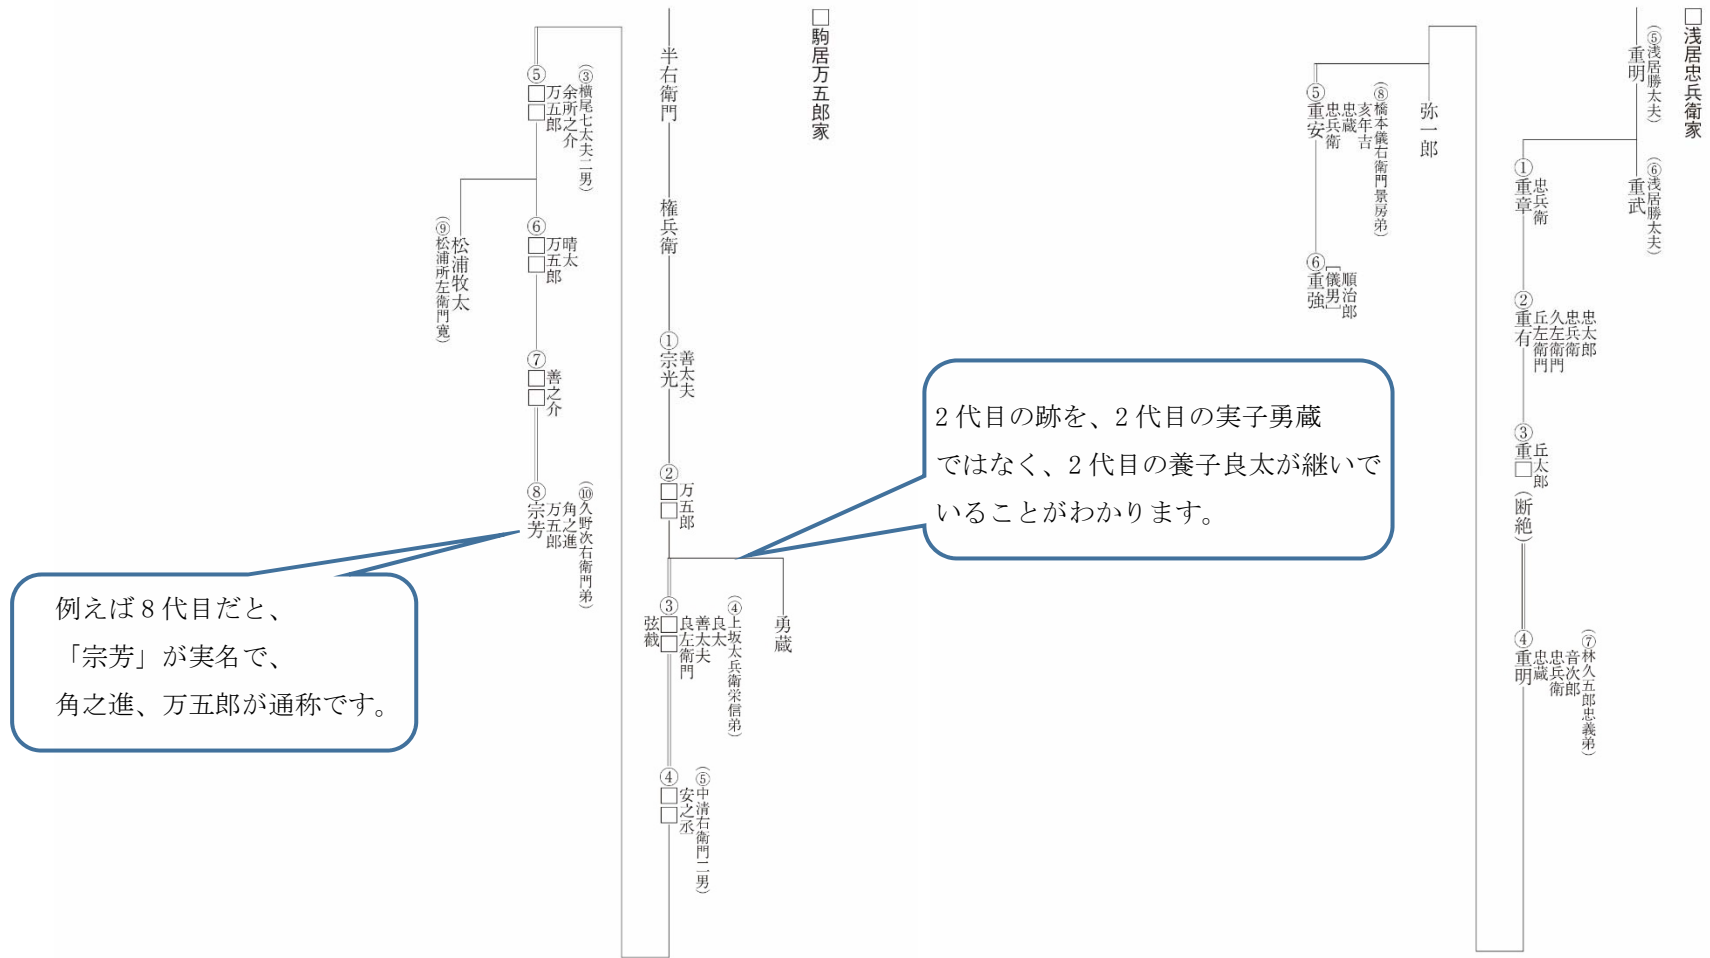 □浅居忠兵衛家
(⑤浅居勝太夫)
重明
(⑥浅居勝太夫)
重武
忠兵衛
①重章
忠太郎
忠兵衛
久左衛門
丘左衛門
②重有
丘太郎
③重□(断絶)
(⑦林久五郎忠義弟)
音次郎
忠兵衛
忠蔵
④重明
弥一郎
(⑧橋本儀右衛門景房弟)
亥年吉
忠蔵
忠兵衛
⑤重安
順治郎
[儀男]
⑥重強
2代目の跡を、2代目の実子勇蔵
ではなく、2代目の養子良太が継いで
いることがわかります。
□駒居万五郎家
半右衛門
権兵衛
善太夫
①宗光
万五郎
②□□
勇蔵
(④上坂太兵衛栄信弟)
良太
善太夫
良左衛門
③□□
弦截
(⑤中清右衛門二男)
安之丞
④□□
(③横尾七太夫二男)
余所之介
万五郎
⑤□□
晴太
万五郎
⑥□□
松浦牧太
(⑨松浦所左衛門寛)
善之介
⑦□□
(⑩久野次右衛門弟)
角之進
万五郎
⑧宗芳
例えば8代目だと、
「宗芳」が実名で、
角之進、万五郎が通称です。